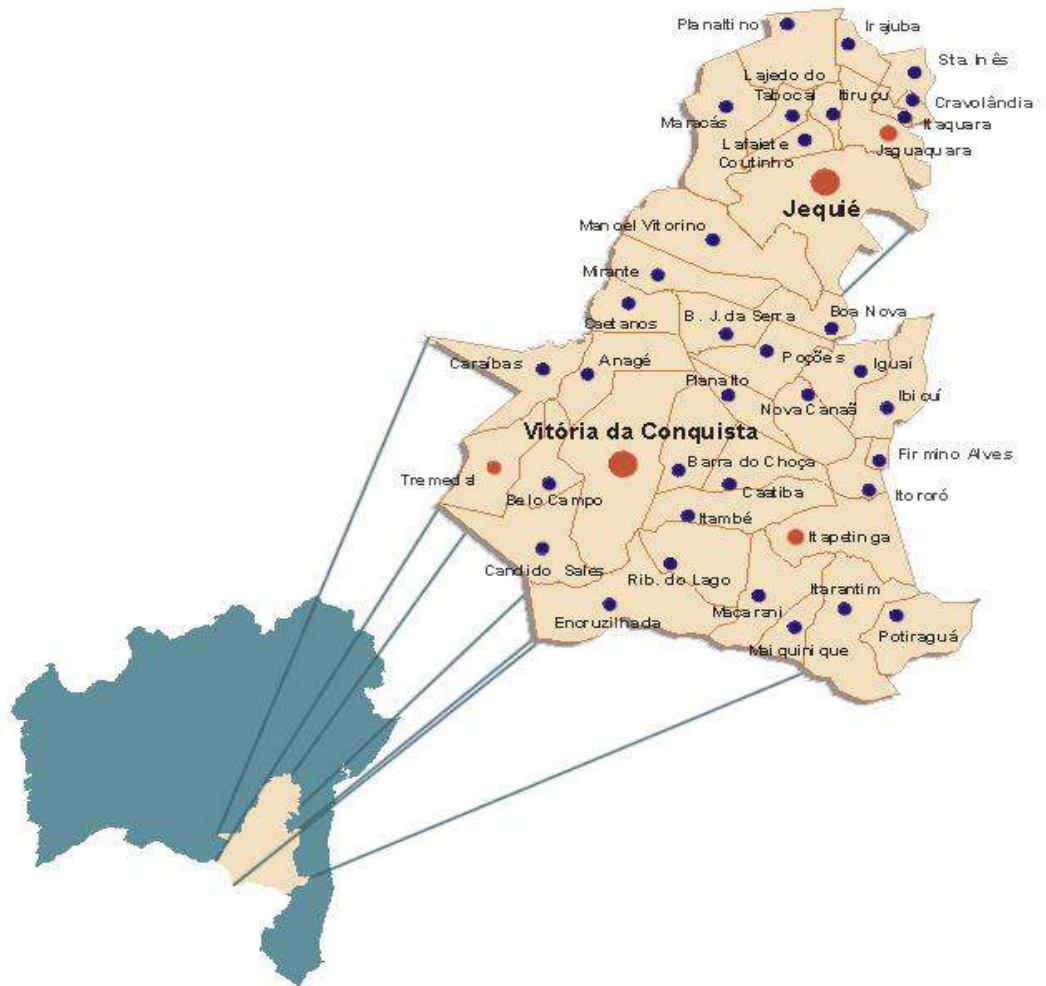 Planaltino
Irajuba
Sta. Inês
Lajedo do
Tabocal
Itiruçu
Cravolândia
Maracás
Itaquara
Lafaiete
Coutinho
Jaguaquara
Jequié
Manoel Vitorino
Mirante
Caetanos
B. J. da Serra
Boa Nova
Caraíbas
Anagé
Poções
Iguaí
Planalto
Nova Canaã
Ibicuí
Vitória da Conquista
Firmino Alves
Tremedal
Barra do Choça
Belo Campo
Caatiba
Itororó
Itambé
Itapetinga
Candido Sales
Rib. do Lago
Itarantim
Encruzilhada
Macarani
Potiraguá
Maiquinique